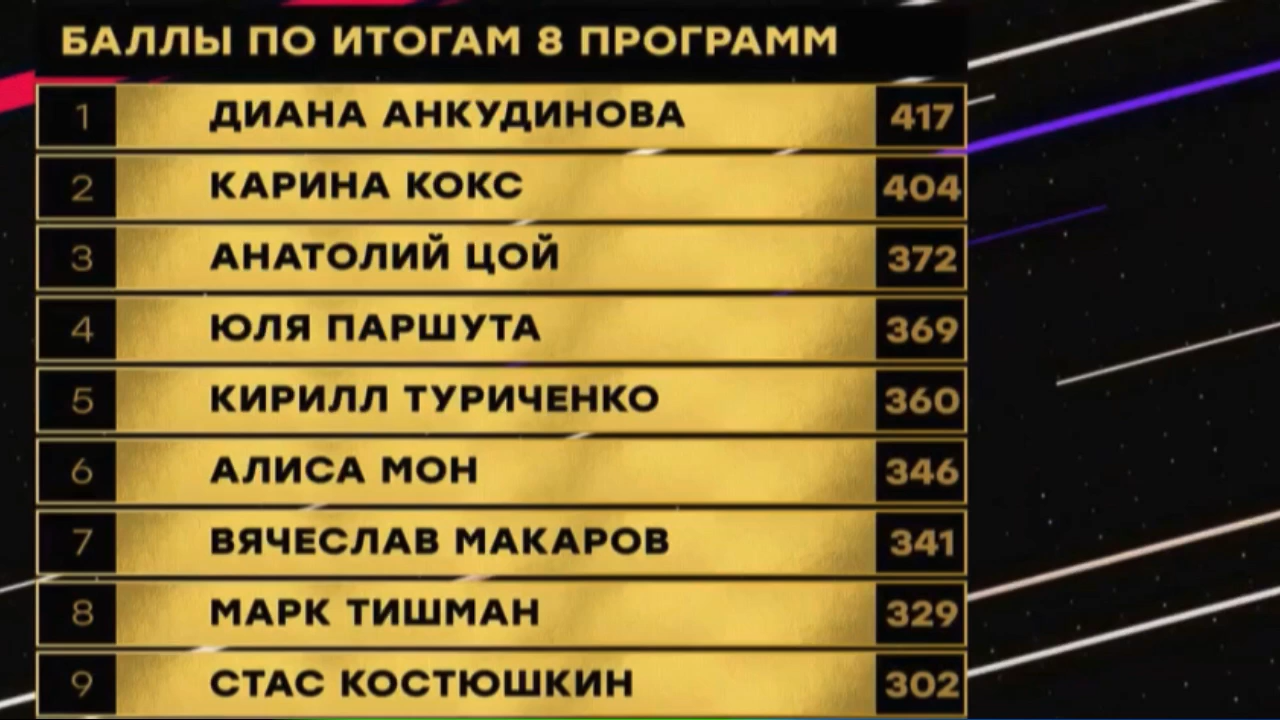 БАЛЛЫ ПО ИТОГАМ 8 ПРОГРАММ
1 ДИАНА АНКУДИНОВА 417
2 КАРИНА КОКС 404
3 АНАТОЛИЙ ЦОЙ 372
4 ЮЛЯ ПАРШУТА 369
5 КИРИЛЛ ТУРИЧЕНКО 360
6 АЛИСА МОН 346
7 ВЯЧЕСЛАВ МАКАРОВ 341
8 МАРК ТИШМАН 329
9 СТАС КОСТЮШКИН 302